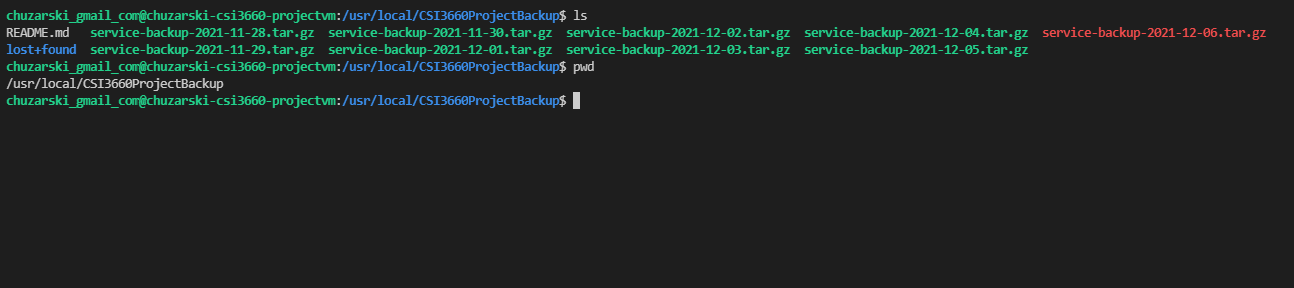 chuzarski_gmail_com@chuzarski-csi3660-projectvm:/usr/local/CSI3660ProjectBackup$ ls
README.md   service-backup-2021-11-28.tar.gz  service-backup-2021-11-30.tar.gz  service-backup-2021-12-02.tar.gz  service-backup-2021-12-04.tar.gz  service-backup-2021-12-06.tar.gz
lost+found  service-backup-2021-11-29.tar.gz  service-backup-2021-12-01.tar.gz  service-backup-2021-12-03.tar.gz  service-backup-2021-12-05.tar.gz
chuzarski_gmail_com@chuzarski-csi3660-projectvm:/usr/local/CSI3660ProjectBackup$ pwd
/usr/local/CSI3660ProjectBackup
chuzarski_gmail_com@chuzarski-csi3660-projectvm:/usr/local/CSI3660ProjectBackup$